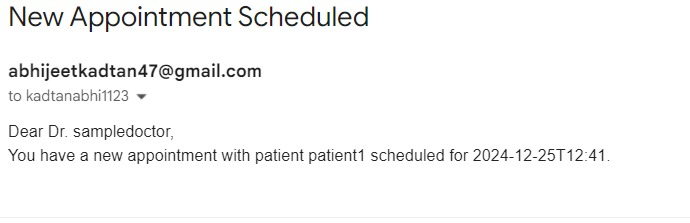 New Appointment Scheduled
abhijeetkadtan47@gmail.com
to kadtanabhi1123
Dear Dr. sampledoctor,
You have a new appointment with patient patient1 scheduled for 2024-12-25T12:41.